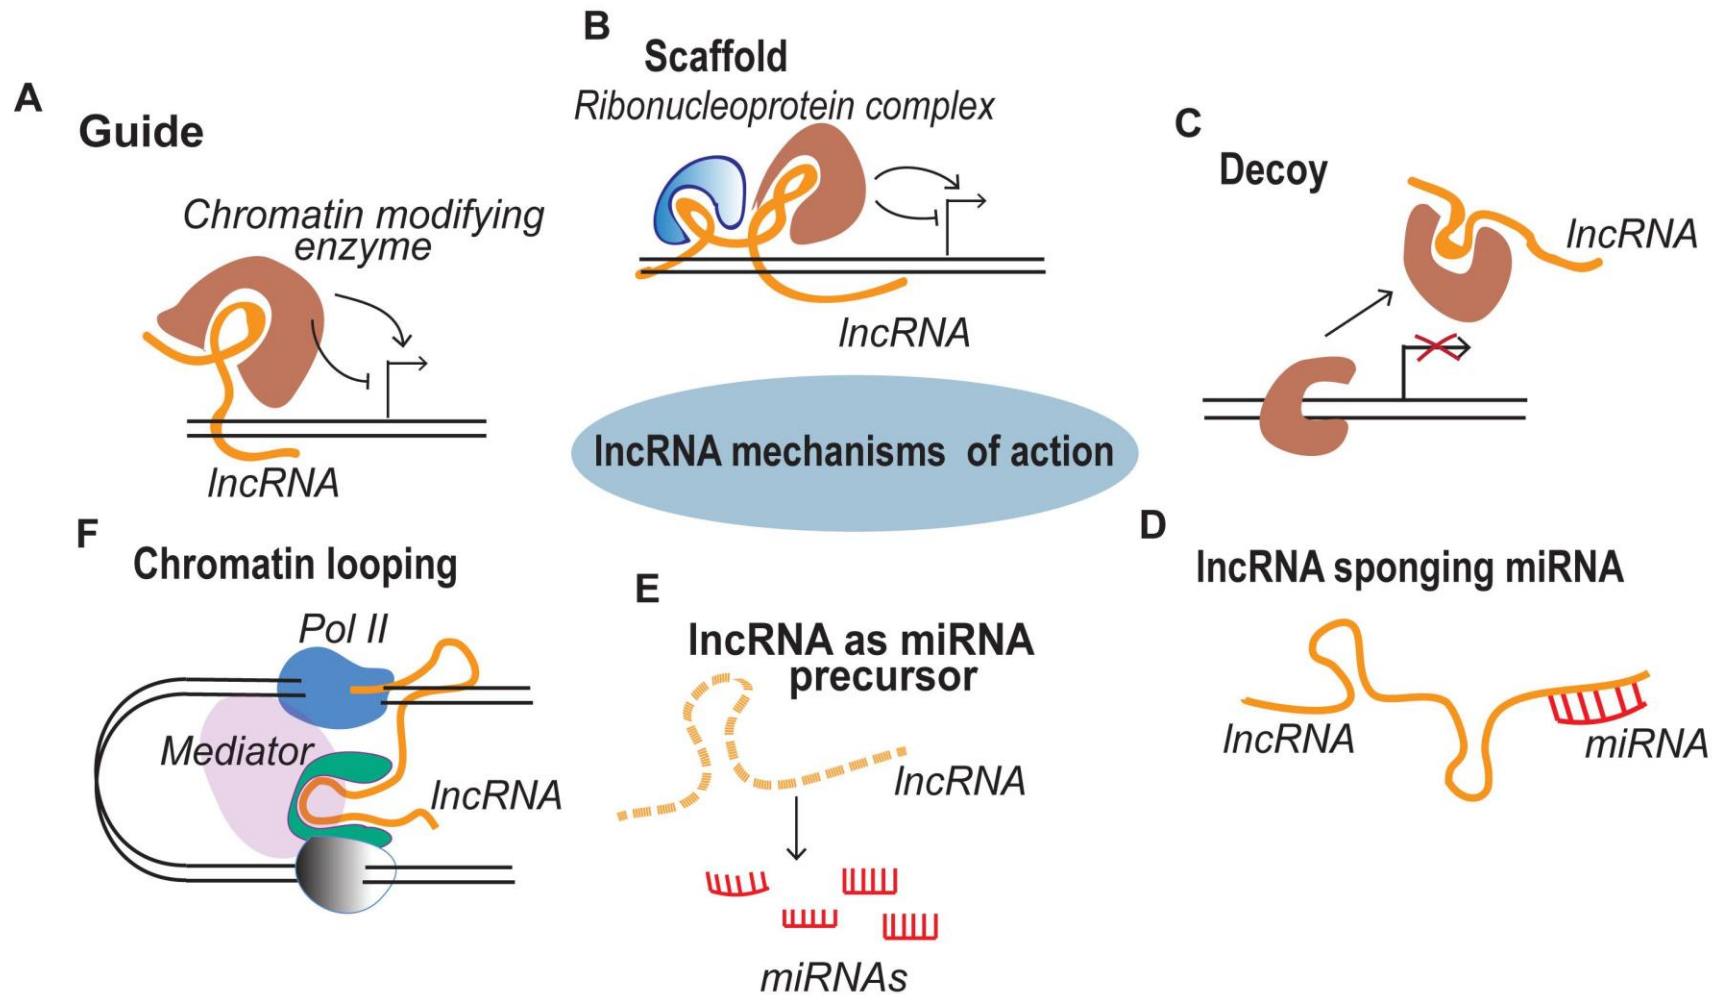 A
Guide
Chromatin modifying
enzyme
lncRNA
B
Scaffold
Ribonucleoprotein complex
lncRNA
C
Decoy
lncRNA
lncRNA mechanisms of action
D
lncRNA sponging miRNA
lncRNA
miRNA
E
lncRNA as miRNA
precursor
lncRNA
miRNAs
F
Chromatin looping
Pol II
Mediator
lncRNA